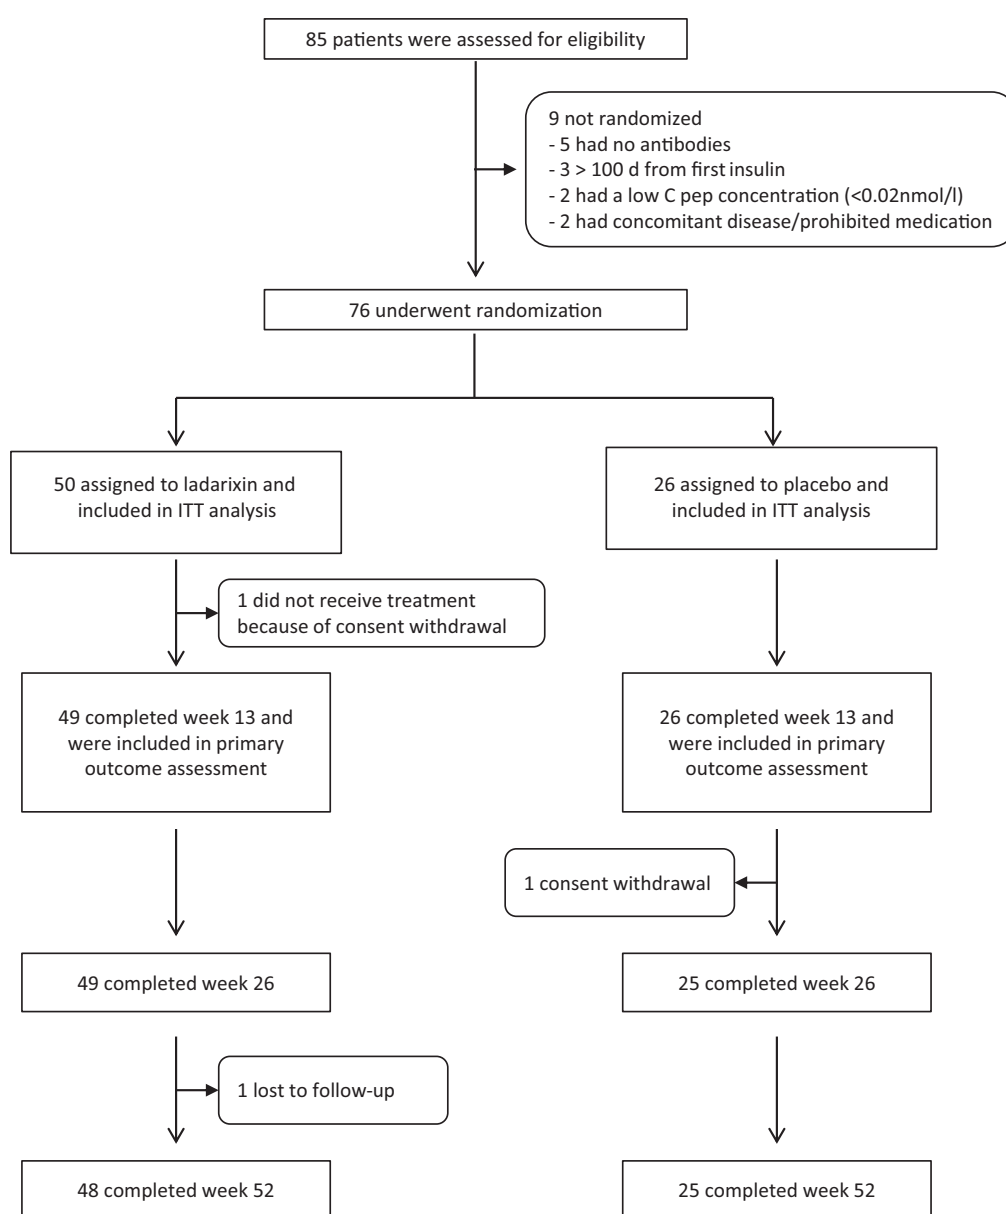 85 patients were assessed for eligibility
9 not randomized
- 5 had no antibodies
- 3 > 100 d from first insulin
- 2 had a low C pep concentration (<0.02nmol/l)
- 2 had concomitant disease/prohibited medication
76 underwent randomization
50 assigned to ladarixin and
included in ITT analysis
26 assigned to placebo and
included in ITT analysis
1 did not receive treatment
because of consent withdrawal
49 completed week 13 and
were included in primary
outcome assessment
26 completed week 13 and
were included in primary
outcome assessment
1 consent withdrawal
49 completed week 26
25 completed week 26
1 lost to follow-up
48 completed week 52
25 completed week 52